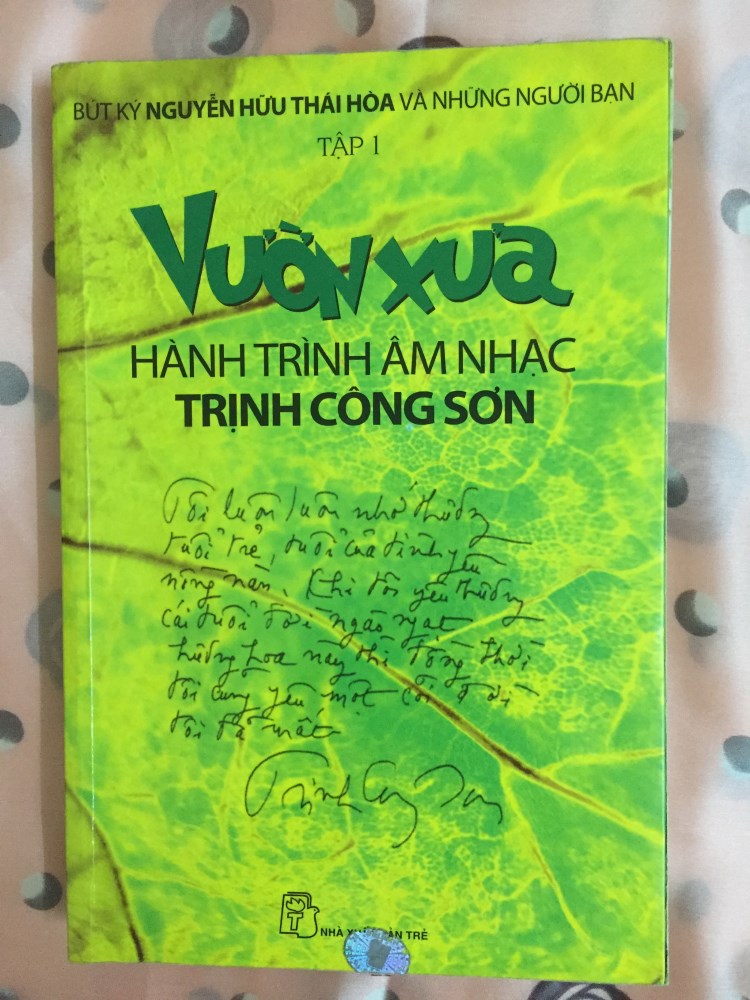 BÚT KÝ NGUYỄN HỮU THÁI HÒA VÀ NHỮNG NGƯỜI BẠN
TẬP 1
VƯỜN XƯA
HÀNH TRÌNH ÂM NHẠC
TRỊNH CÔNG SƠN
Tôi luôn luôn nhớ thương
tuổi trẻ, tuổi của tình yêu
nồng nàn. Khi tôi yêu thương
cái tuổi đời ngào ngạt
hương hoa này thì đồng thời
tôi cũng yêu một cõi đời
tôi đã mất
Trịnh Công Sơn
NHÀ XUẤT BẢN TRẺ